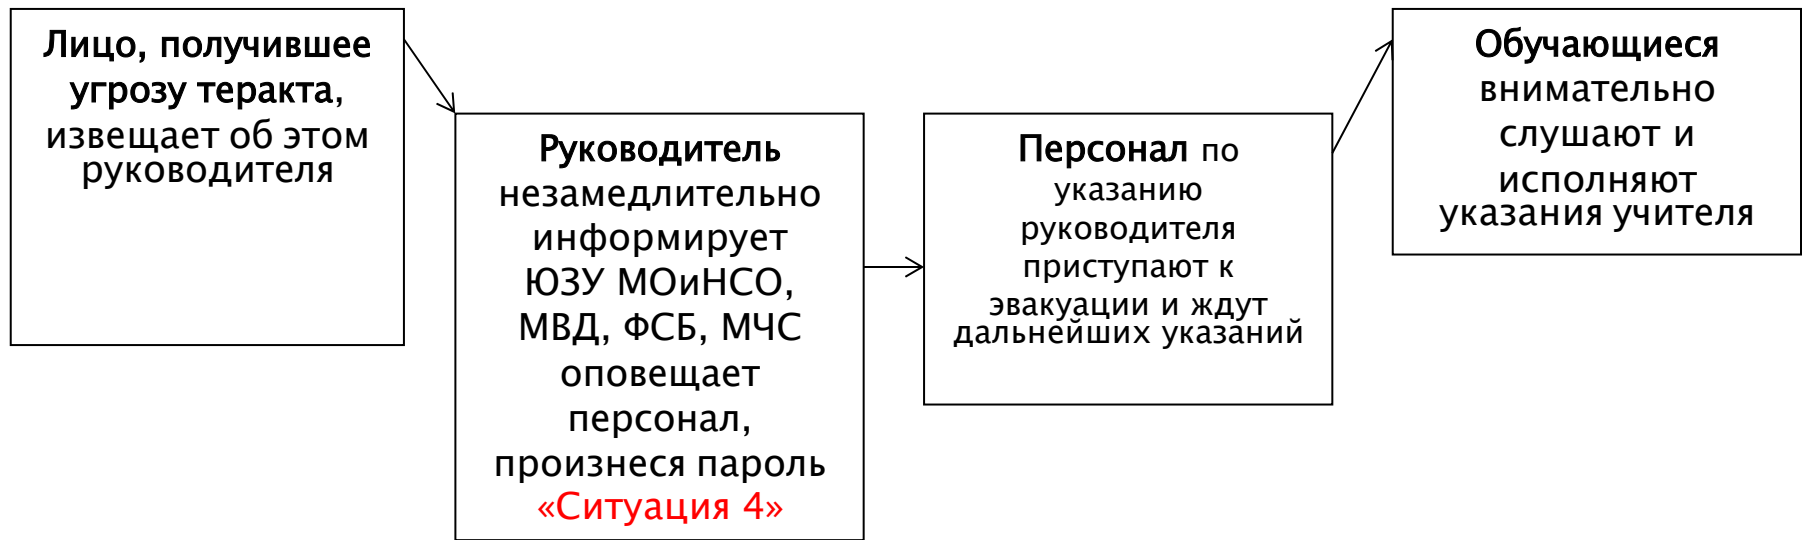 Лицо, получившее
угрозу теракта,
извещает об этом
руководителя
Руководитель
незамедлительно
информирует
ЮЗУ МОиНСО,
МВД, ФСБ, МЧС
оповещает
персонал,
произнеся пароль
«Ситуация 4»
Персонал по
указанию
руководителя
приступают к
эвакуации и ждут
дальнейших указаний
Обучающиеся
внимательно
слушают и
исполняют
указания учителя